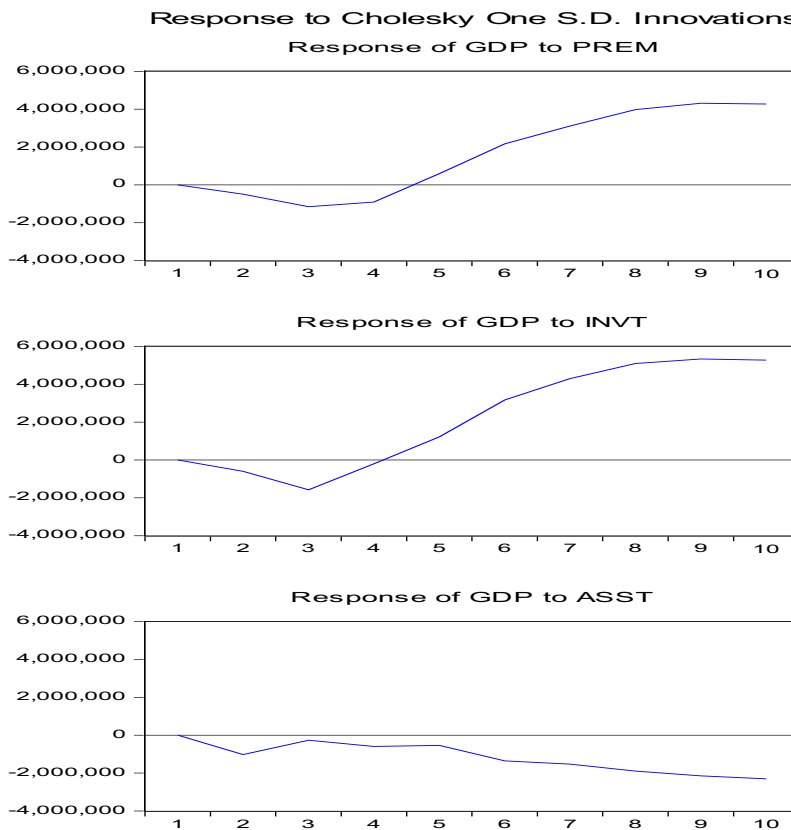 Response to Cholesky One S.D. Innovations
Response of GDP to PREM
6,000,000
4,000,000
2,000,000
0
-2,000,000
-4,000,000
1 2 3 4 5 6 7 8 9 10
Response of GDP to INVT
6,000,000
4,000,000
2,000,000
0
-2,000,000
-4,000,000
1 2 3 4 5 6 7 8 9 10
Response of GDP to ASST
6,000,000
4,000,000
2,000,000
0
-2,000,000
-4,000,000
1 2 3 4 5 6 7 8 9 10